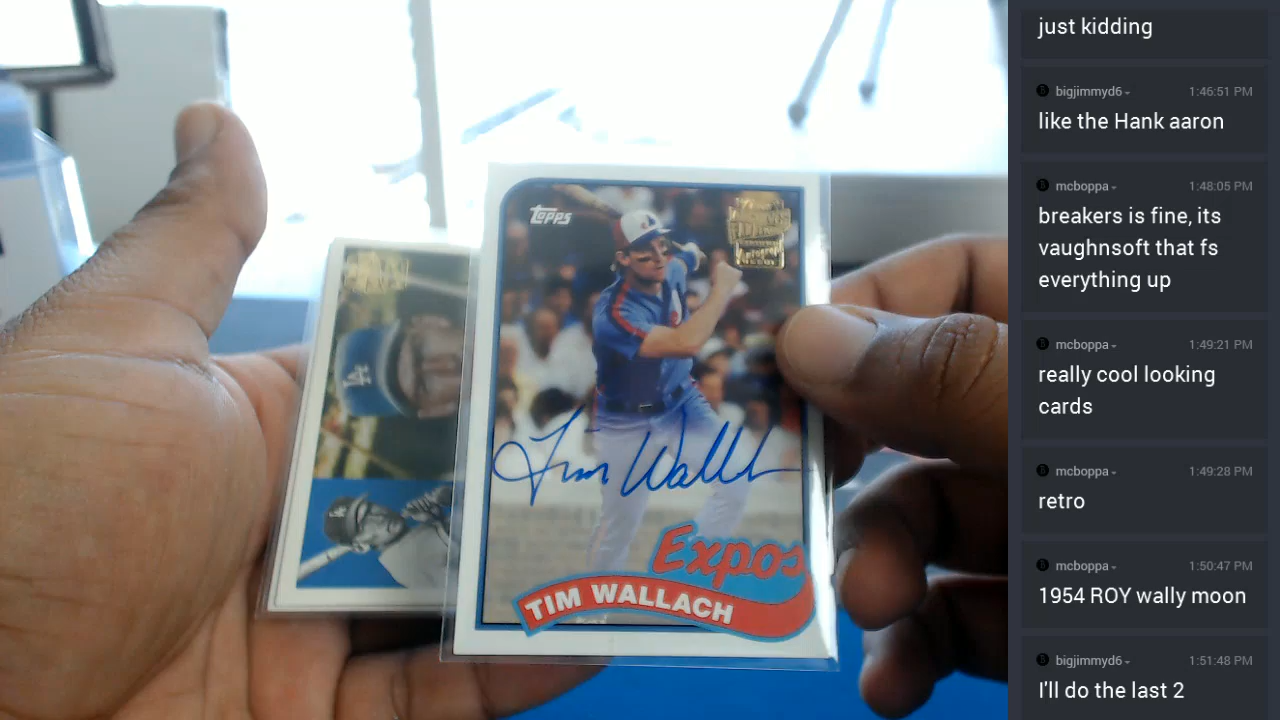 Topps
Tim Wallach
Expos
TIM WALLACH
just kidding
bigjimmyd6
1:46:51 PM
like the Hank aaron
mcboppa
1:48:05 PM
breakers is fine, its
vaughnsoft that fs
everything up
mcboppa
1:49:21 PM
really cool looking
cards
mcboppa
1:49:28 PM
retro
mcboppa
1:50:47 PM
1954 ROY wally moon
bigjimmyd6
1:51:48 PM
I'll do the last 2